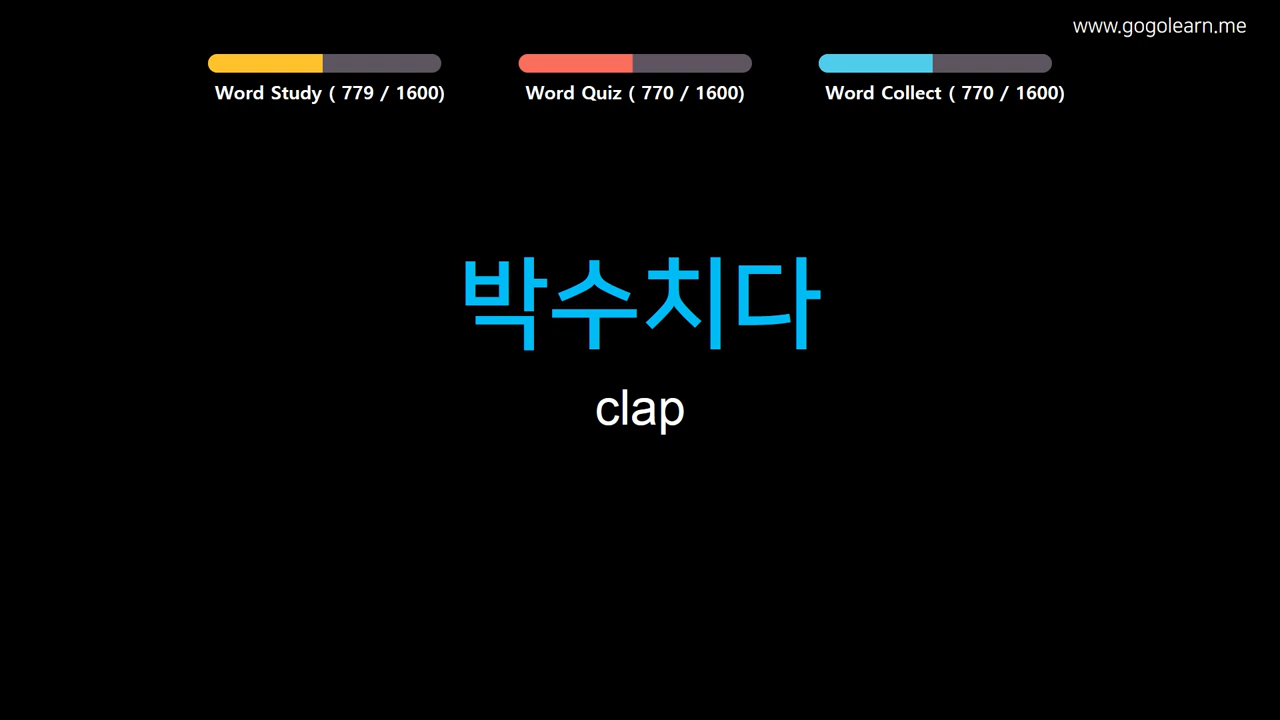 www.gogolearn.me
Word Study ( 779 / 1600)
Word Quiz ( 770 / 1600)
Word Collect ( 770 / 1600)
박수치다
clap